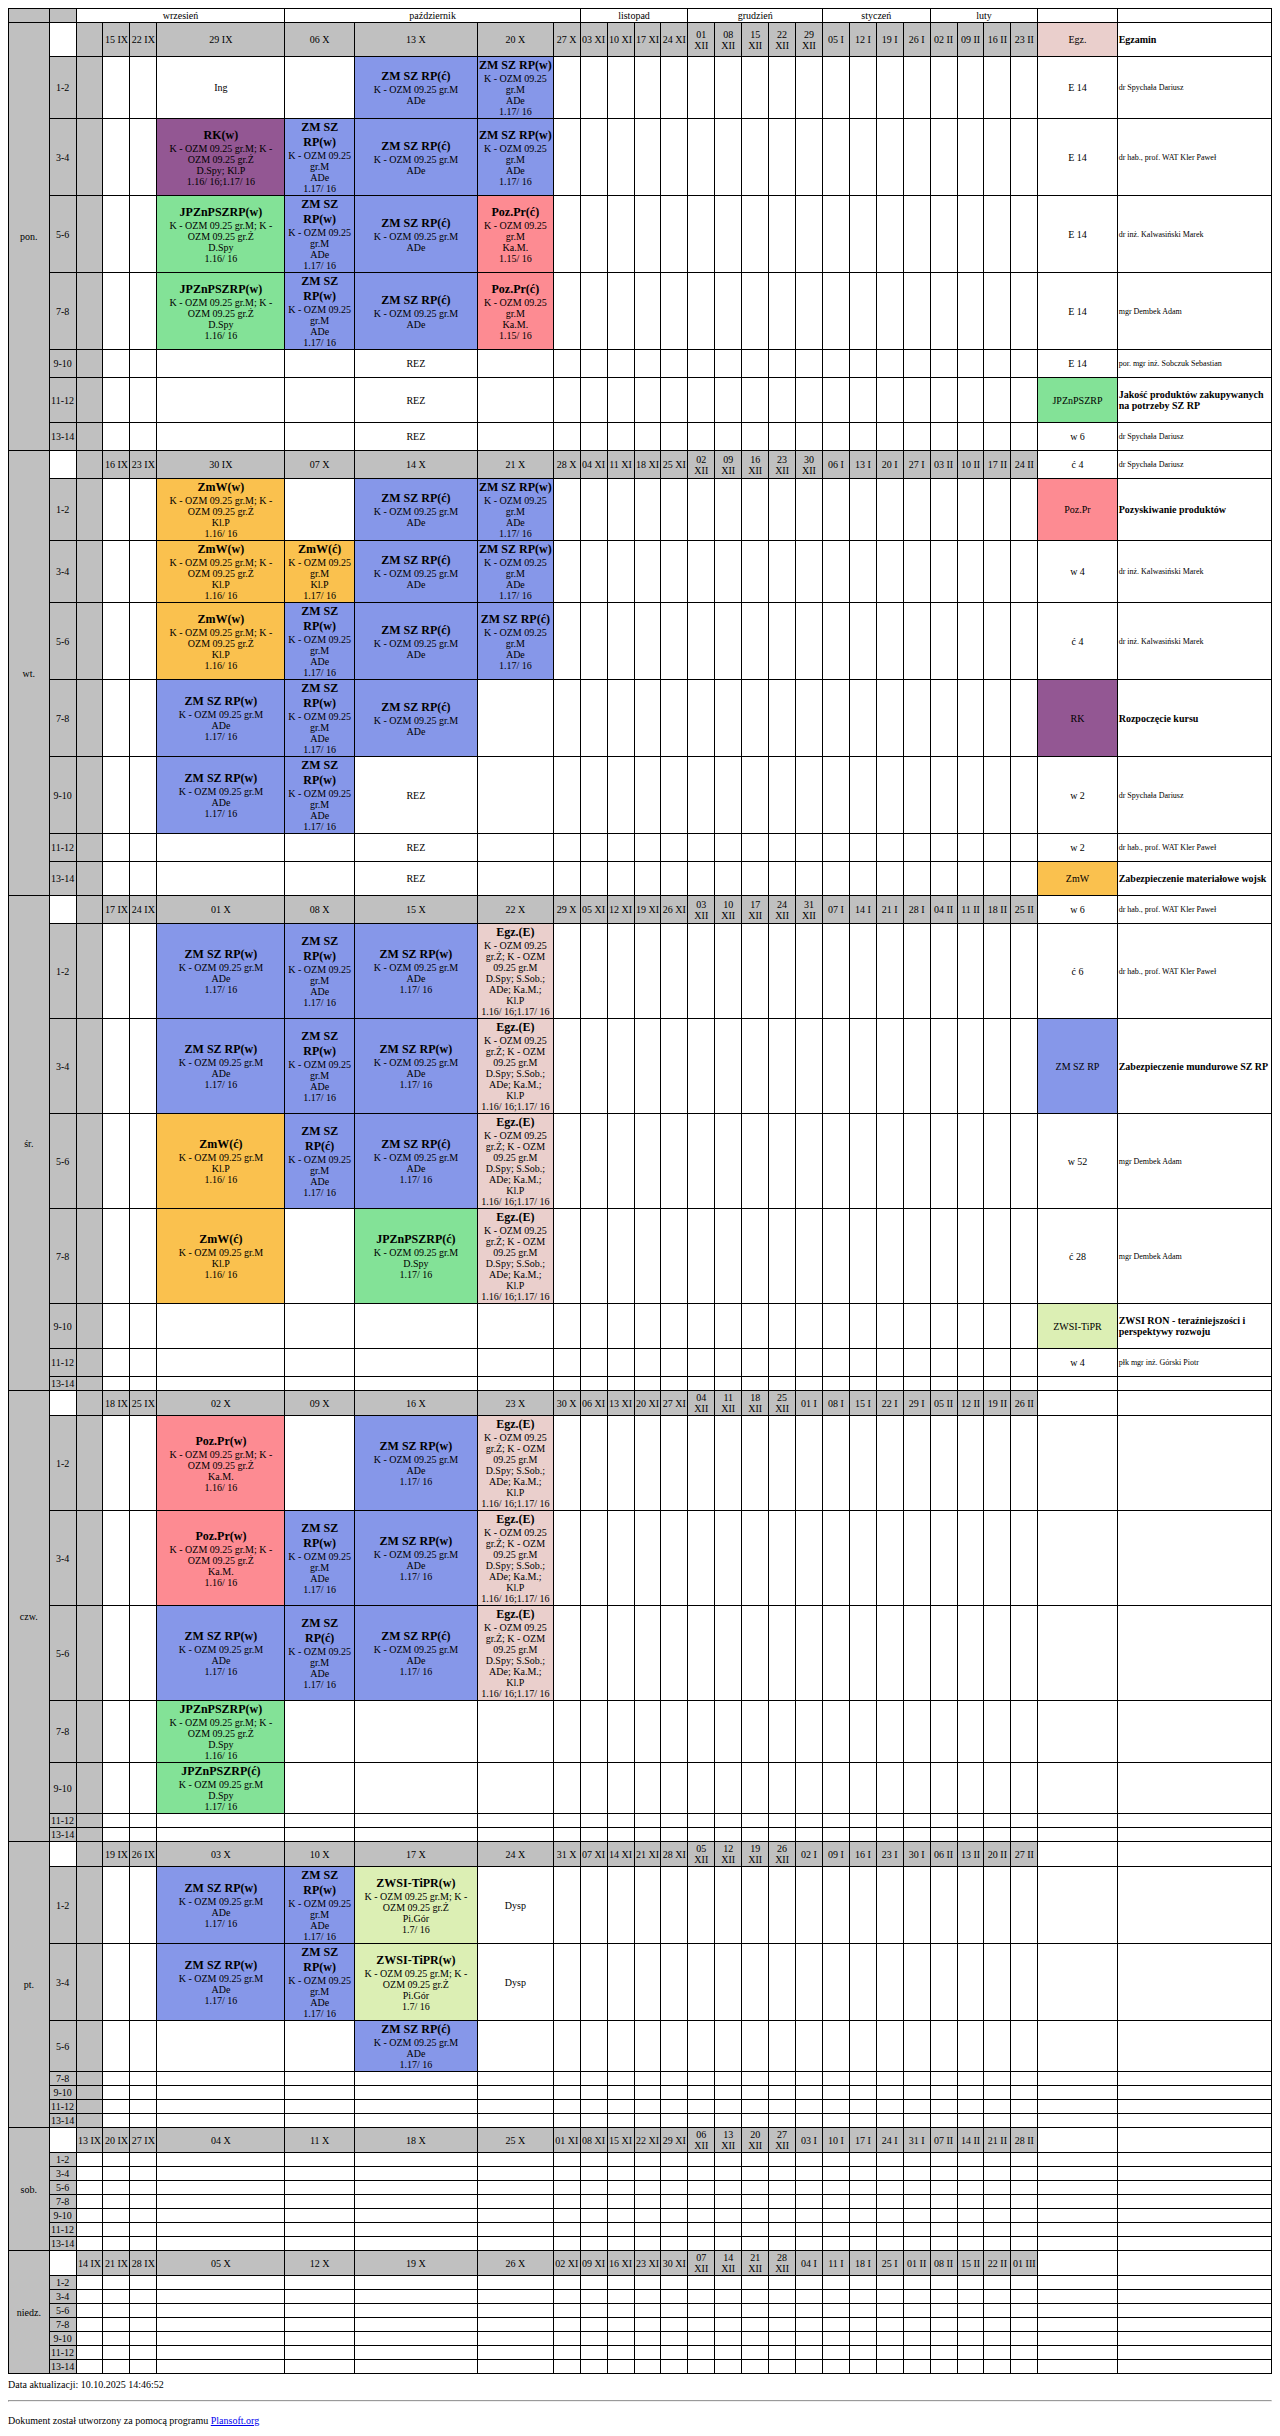 wrzesień październik listopad grudzień styczeń luty
pon. 15 IX 22 IX 29 IX 06 X 13 X 20 X 27 X 03 XI 10 XI 17 XI 24 XI 01 XII 08 XII 15 XII 22 XII 29 XII 05 I 12 I 19 I 26 I 02 II 09 II 16 II 23 II Egz. Egzamin
1-2 Ing ZM SZ RP(ć) K - OZM 09.25 gr.M ADe ZM SZ RP(w) K - OZM 09.25 gr.M ADe 1.17/ 16 E 14 dr Spychała Dariusz
3-4 RK(w) K - OZM 09.25 gr.M; K - OZM 09.25 gr.Ż D.Spy; Kl.P 1.16/ 16;1.17/ 16 ZM SZ RP(w) K - OZM 09.25 gr.M ADe 1.17/ 16 ZM SZ RP(ć) K - OZM 09.25 gr.M ADe ZM SZ RP(w) K - OZM 09.25 gr.M ADe 1.17/ 16 E 14 dr hab., prof. WAT Kler Paweł
5-6 JPZnPSZRP(w) K - OZM 09.25 gr.M; K - OZM 09.25 gr.Ż D.Spy 1.16/ 16 ZM SZ RP(w) K - OZM 09.25 gr.M ADe 1.17/ 16 ZM SZ RP(ć) K - OZM 09.25 gr.M ADe Poz.Pr(ć) K - OZM 09.25 gr.M Ka.M. 1.15/ 16 E 14 dr inż. Kalwasiński Marek
7-8 JPZnPSZRP(w) K - OZM 09.25 gr.M; K - OZM 09.25 gr.Ż D.Spy 1.16/ 16 ZM SZ RP(w) K - OZM 09.25 gr.M ADe 1.17/ 16 ZM SZ RP(ć) K - OZM 09.25 gr.M ADe Poz.Pr(ć) K - OZM 09.25 gr.M Ka.M. 1.15/ 16 E 14 mgr Dembek Adam
9-10 REZ E 14 por. mgr inż. Sobczuk Sebastian
11-12 REZ JPZnPSZRP Jakość produktów zakupywanych na potrzeby SZ RP
13-14 REZ w 6 dr Spychała Dariusz
wt. 16 IX 23 IX 30 IX 07 X 14 X 21 X 28 X 04 XI 11 XI 18 XI 25 XI 02 XII 09 XII 16 XII 23 XII 30 XII 06 I 13 I 20 I 27 I 03 II 10 II 17 II 24 II ć 4 dr Spychała Dariusz
1-2 ZmW(w) K - OZM 09.25 gr.M; K - OZM 09.25 gr.Ż Kl.P 1.16/ 16 ZM SZ RP(ć) K - OZM 09.25 gr.M ADe ZM SZ RP(w) K - OZM 09.25 gr.M ADe 1.17/ 16 Poz.Pr Pozyskiwanie produktów
3-4 ZmW(w) K - OZM 09.25 gr.M; K - OZM 09.25 gr.Ż Kl.P 1.16/ 16 ZmW(ć) K - OZM 09.25 gr.M Kl.P 1.17/ 16 ZM SZ RP(ć) K - OZM 09.25 gr.M ADe ZM SZ RP(w) K - OZM 09.25 gr.M ADe 1.17/ 16 w 4 dr inż. Kalwasiński Marek
5-6 ZmW(w) K - OZM 09.25 gr.M; K - OZM 09.25 gr.Ż Kl.P 1.16/ 16 ZM SZ RP(w) K - OZM 09.25 gr.M ADe 1.17/ 16 ZM SZ RP(ć) K - OZM 09.25 gr.M ADe ZM SZ RP(ć) K - OZM 09.25 gr.M ADe 1.17/ 16 ć 4 dr inż. Kalwasiński Marek
7-8 ZM SZ RP(w) K - OZM 09.25 gr.M ADe 1.17/ 16 ZM SZ RP(w) K - OZM 09.25 gr.M ADe 1.17/ 16 ZM SZ RP(ć) K - OZM 09.25 gr.M ADe RK Rozpoczęcie kursu
9-10 ZM SZ RP(w) K - OZM 09.25 gr.M ADe 1.17/ 16 ZM SZ RP(w) K - OZM 09.25 gr.M ADe 1.17/ 16 REZ w 2 dr Spychała Dariusz
11-12 REZ w 2 dr hab., prof. WAT Kler Paweł
13-14 REZ ZmW Zabezpieczenie materiałowe wojsk
śr. 17 IX 24 IX 01 X 08 X 15 X 22 X 29 X 05 XI 12 XI 19 XI 26 XI 03 XII 10 XII 17 XII 24 XII 31 XII 07 I 14 I 21 I 28 I 04 II 11 II 18 II 25 II w 6 dr hab., prof. WAT Kler Paweł
1-2 ZM SZ RP(w) K - OZM 09.25 gr.M ADe 1.17/ 16 ZM SZ RP(w) K - OZM 09.25 gr.M ADe 1.17/ 16 ZM SZ RP(w) K - OZM 09.25 gr.M ADe 1.17/ 16 Egz.(E) K - OZM 09.25 gr.Ż; K - OZM 09.25 gr.M D.Spy; S.Sob.; ADe; Ka.M.; Kl.P 1.16/ 16;1.17/ 16 ć 6 dr hab., prof. WAT Kler Paweł
3-4 ZM SZ RP(w) K - OZM 09.25 gr.M ADe 1.17/ 16 ZM SZ RP(w) K - OZM 09.25 gr.M ADe 1.17/ 16 ZM SZ RP(w) K - OZM 09.25 gr.M ADe 1.17/ 16 Egz.(E) K - OZM 09.25 gr.Ż; K - OZM 09.25 gr.M D.Spy; S.Sob.; ADe; Ka.M.; Kl.P 1.16/ 16;1.17/ 16 ZM SZ RP Zabezpieczenie mundurowe SZ RP
5-6 ZmW(ć) K - OZM 09.25 gr.M Kl.P 1.16/ 16 ZM SZ RP(ć) K - OZM 09.25 gr.M ADe 1.17/ 16 ZM SZ RP(ć) K - OZM 09.25 gr.M ADe 1.17/ 16 Egz.(E) K - OZM 09.25 gr.Ż; K - OZM 09.25 gr.M D.Spy; S.Sob.; ADe; Ka.M.; Kl.P 1.16/ 16;1.17/ 16 w 52 mgr Dembek Adam
7-8 ZmW(ć) K - OZM 09.25 gr.M Kl.P 1.16/ 16 JPZnPSZRP(ć) K - OZM 09.25 gr.M D.Spy 1.17/ 16 Egz.(E) K - OZM 09.25 gr.Ż; K - OZM 09.25 gr.M D.Spy; S.Sob.; ADe; Ka.M.; Kl.P 1.16/ 16;1.17/ 16 ć 28 mgr Dembek Adam
9-10 ZWSI-TiPR ZWSI RON - teraźniejszości i perspektywy rozwoju
11-12 w 4 płk mgr inż. Górski Piotr
13-14
czw. 18 IX 25 IX 02 X 09 X 16 X 23 X 30 X 06 XI 13 XI 20 XI 27 XI 04 XII 11 XII 18 XII 25 XII 01 I 08 I 15 I 22 I 29 I 05 II 12 II 19 II 26 II
1-2 Poz.Pr(w) K - OZM 09.25 gr.M; K - OZM 09.25 gr.Ż Ka.M. 1.16/ 16 ZM SZ RP(w) K - OZM 09.25 gr.M ADe 1.17/ 16 Egz.(E) K - OZM 09.25 gr.Ż; K - OZM 09.25 gr.M D.Spy; S.Sob.; ADe; Ka.M.; Kl.P 1.16/ 16;1.17/ 16
3-4 Poz.Pr(w) K - OZM 09.25 gr.M; K - OZM 09.25 gr.Ż Ka.M. 1.16/ 16 ZM SZ RP(w) K - OZM 09.25 gr.M ADe 1.17/ 16 ZM SZ RP(w) K - OZM 09.25 gr.M ADe 1.17/ 16 Egz.(E) K - OZM 09.25 gr.Ż; K - OZM 09.25 gr.M D.Spy; S.Sob.; ADe; Ka.M.; Kl.P 1.16/ 16;1.17/ 16
5-6 ZM SZ RP(w) K - OZM 09.25 gr.M ADe 1.17/ 16 ZM SZ RP(ć) K - OZM 09.25 gr.M ADe 1.17/ 16 ZM SZ RP(ć) K - OZM 09.25 gr.M ADe 1.17/ 16 Egz.(E) K - OZM 09.25 gr.Ż; K - OZM 09.25 gr.M D.Spy; S.Sob.; ADe; Ka.M.; Kl.P 1.16/ 16;1.17/ 16
7-8 JPZnPSZRP(w) K - OZM 09.25 gr.M; K - OZM 09.25 gr.Ż D.Spy 1.16/ 16
9-10 JPZnPSZRP(ć) K - OZM 09.25 gr.M D.Spy 1.17/ 16
11-12
13-14
pt. 19 IX 26 IX 03 X 10 X 17 X 24 X 31 X 07 XI 14 XI 21 XI 28 XI 05 XII 12 XII 19 XII 26 XII 02 I 09 I 16 I 23 I 30 I 06 II 13 II 20 II 27 II
1-2 ZM SZ RP(w) K - OZM 09.25 gr.M ADe 1.17/ 16 ZM SZ RP(w) K - OZM 09.25 gr.M ADe 1.17/ 16 ZWSI-TiPR(w) K - OZM 09.25 gr.M; K - OZM 09.25 gr.Ż Pi.Gór 1.7/ 16 Dysp
3-4 ZM SZ RP(w) K - OZM 09.25 gr.M ADe 1.17/ 16 ZM SZ RP(w) K - OZM 09.25 gr.M ADe 1.17/ 16 ZWSI-TiPR(w) K - OZM 09.25 gr.M; K - OZM 09.25 gr.Ż Pi.Gór 1.7/ 16 Dysp
5-6 ZM SZ RP(ć) K - OZM 09.25 gr.M ADe 1.17/ 16
7-8
9-10
11-12
13-14
sob. 13 IX 20 IX 27 IX 04 X 11 X 18 X 25 X 01 XI 08 XI 15 XI 22 XI 29 XI 06 XII 13 XII 20 XII 27 XII 03 I 10 I 17 I 24 I 31 I 07 II 14 II 21 II 28 II
1-2
3-4
5-6
7-8
9-10
11-12
13-14
niedz. 14 IX 21 IX 28 IX 05 X 12 X 19 X 26 X 02 XI 09 XI 16 XI 23 XI 30 XI 07 XII 14 XII 21 XII 28 XII 04 I 11 I 18 I 25 I 01 II 08 II 15 II 22 II 01 III
1-2
3-4
5-6
7-8
9-10
11-12
13-14
Data aktualizacji: 10.10.2025 14:46:52
Dokument został utworzony za pomocą programu Plansoft.org